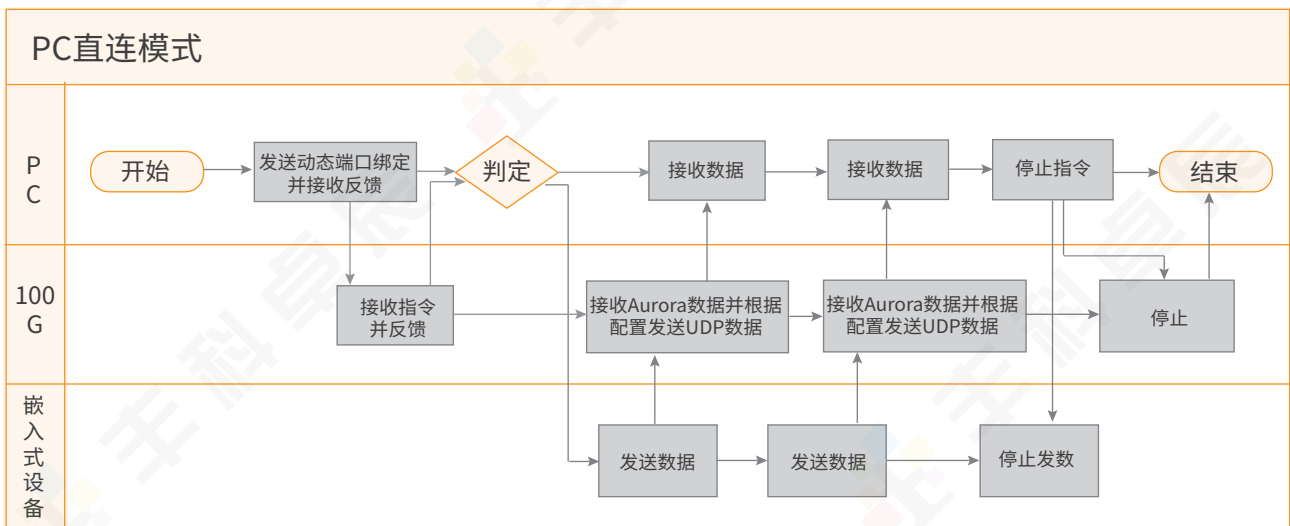 PC直连模式
P
C
开始
发送动态端口绑定
并接收反馈
判定
接收数据
接收数据
停止指令
结束
100
G
接收指令
并反馈
接收Aurora数据并根据
配置发送UDP数据
接收Aurora数据并根据
配置发送UDP数据
停止
嵌
入
式
设
备
发送数据
发送数据
停止发数
丰科卓辰